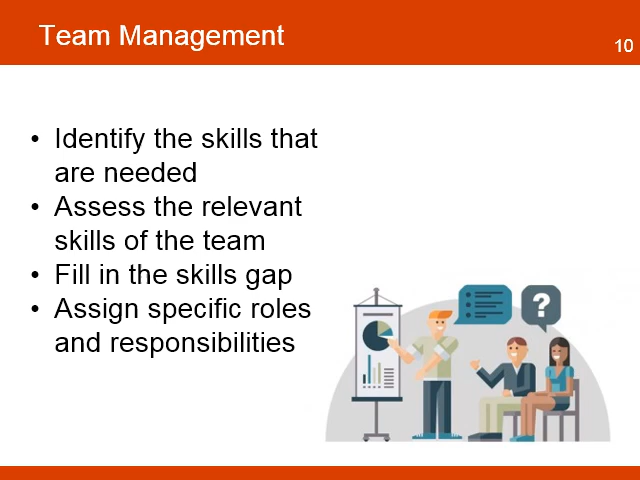 Team Management
10
• Identify the skills that
are needed
• Assess the relevant
skills of the team
• Fill in the skills gap
• Assign specific roles
and responsibilities
?